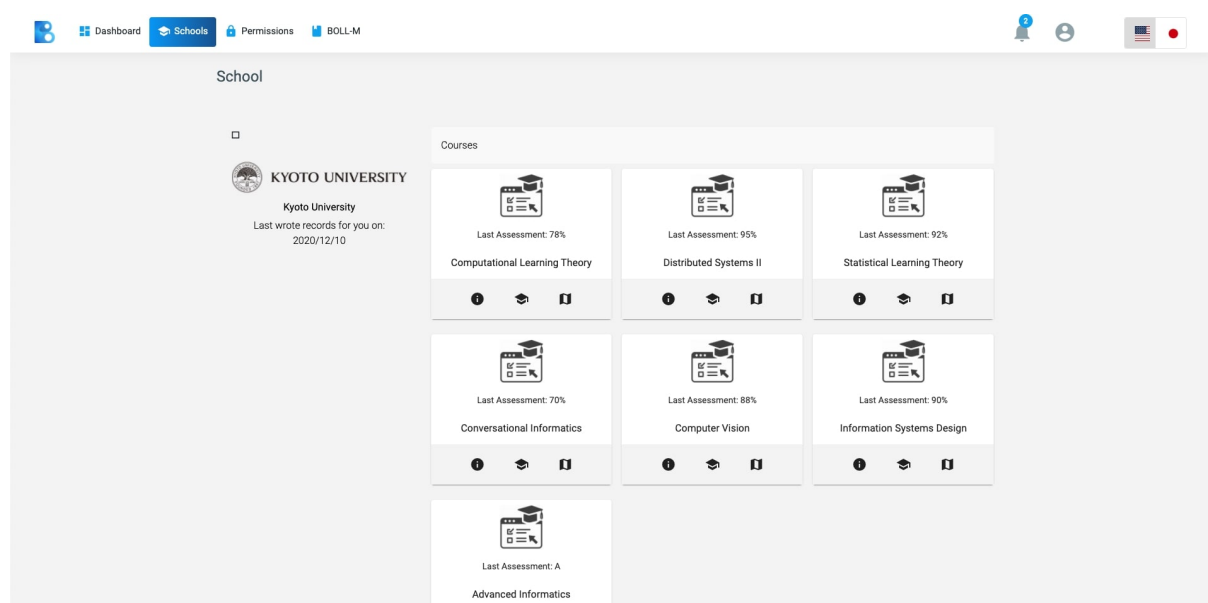 Dashboard
Schools
Permissions
BOLL-M
2
School
KYOTO UNIVERSITY
Kyoto University
Last wrote records for you on:
2020/12/10
Courses
Last Assessment: 78%
Computational Learning Theory
Last Assessment: 95%
Distributed Systems II
Last Assessment: 92%
Statistical Learning Theory
Last Assessment: 70%
Conversational Informatics
Last Assessment: 88%
Computer Vision
Last Assessment: 90%
Information Systems Design
Last Assessment: A
Advanced Informatics